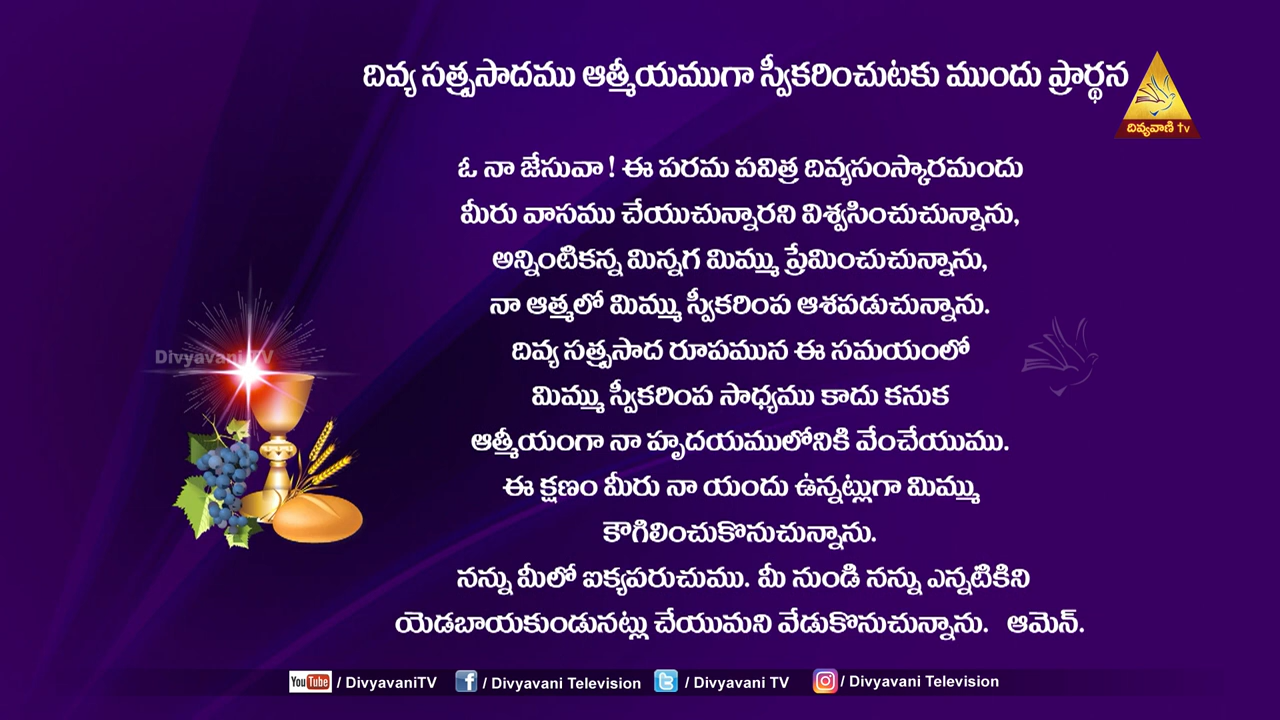 దివ్య సత్ప్రసాదము ఆత్మీయముగా స్వీకరించుటకు ముందు ప్రార్థన
దివ్యవాణి tv
ఓ నా జేసువా ! ఈ పరమ పవిత్ర దివ్యసంస్కారమందు
మీరు వాసము చేయుచున్నారని విశ్వసించుచున్నాను,
అన్నింటికన్న మిన్నగ మిమ్ము ప్రేమించుచున్నాను,
నా ఆత్మలో మిమ్ము స్వీకరింప ఆశపడుచున్నాను.
దివ్య సత్ప్రసాద రూపమున ఈ సమయంలో
Divyavani TV
మిమ్ము స్వీకరింప సాధ్యము కాదు కనుక
ఆత్మీయంగా నా హృదయములోనికి వేంచేయుము.
ఈ క్షణం మీరు నా యందు ఉన్నట్లుగా మిమ్ము
కౌగిలించుకొనుచున్నాను.
నన్ను మీలో ఐక్యపరుచుము. మీ నుండి నన్ను ఎన్నటికిని
యెడబాయకుండునట్లు చేయుమని వేడుకొనుచున్నాను. ఆమెన్.
YouTube / DivyavaniTV f / Divyavani Television / Divyavani TV / Divyavani Television